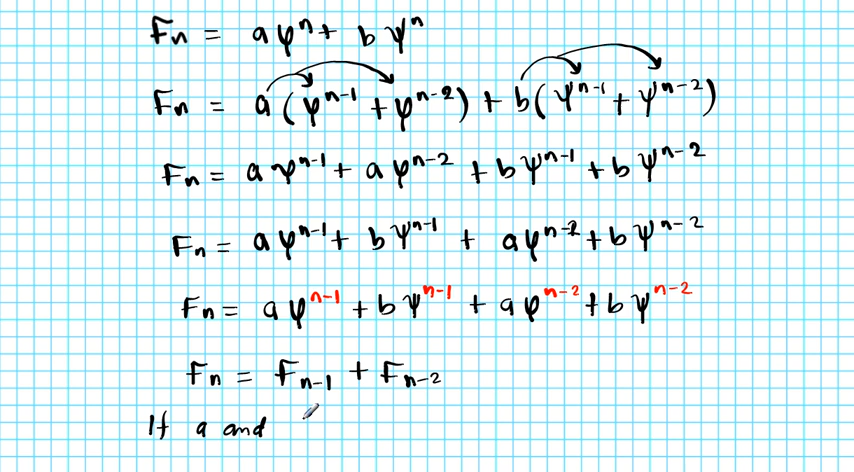 Fn = aφⁿ + bψⁿ
Fn = a(φⁿ⁻¹ + φⁿ⁻²) + b(ψⁿ⁻¹ + ψⁿ⁻²)
Fn = aφⁿ⁻¹ + aφⁿ⁻² + bψⁿ⁻¹ + bψⁿ⁻²
Fn = aφⁿ⁻¹ + bψⁿ⁻¹ + aφⁿ⁻² + bψⁿ⁻²
Fn = aφⁿ⁻¹ + bψⁿ⁻¹ + aφⁿ⁻² + bψⁿ⁻²
Fn = Fn-1 + Fn-2
If a and